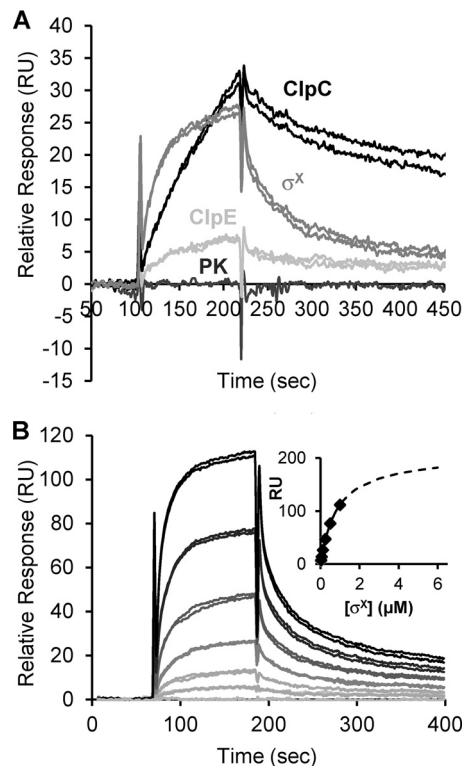 A
Relative Response (RU)
40
35
30
25
20
15
10
5
0
-5
-10
-15
ClpC
σX
ClpE
PK
50 100 150 200 250 300 350 400 450
Time (sec)
B
Relative Response (RU)
120
100
80
60
40
20
0
0 100 200 300 400
Time (sec)
RU
200
100
0
0 2 4 6
[σX] (μM)